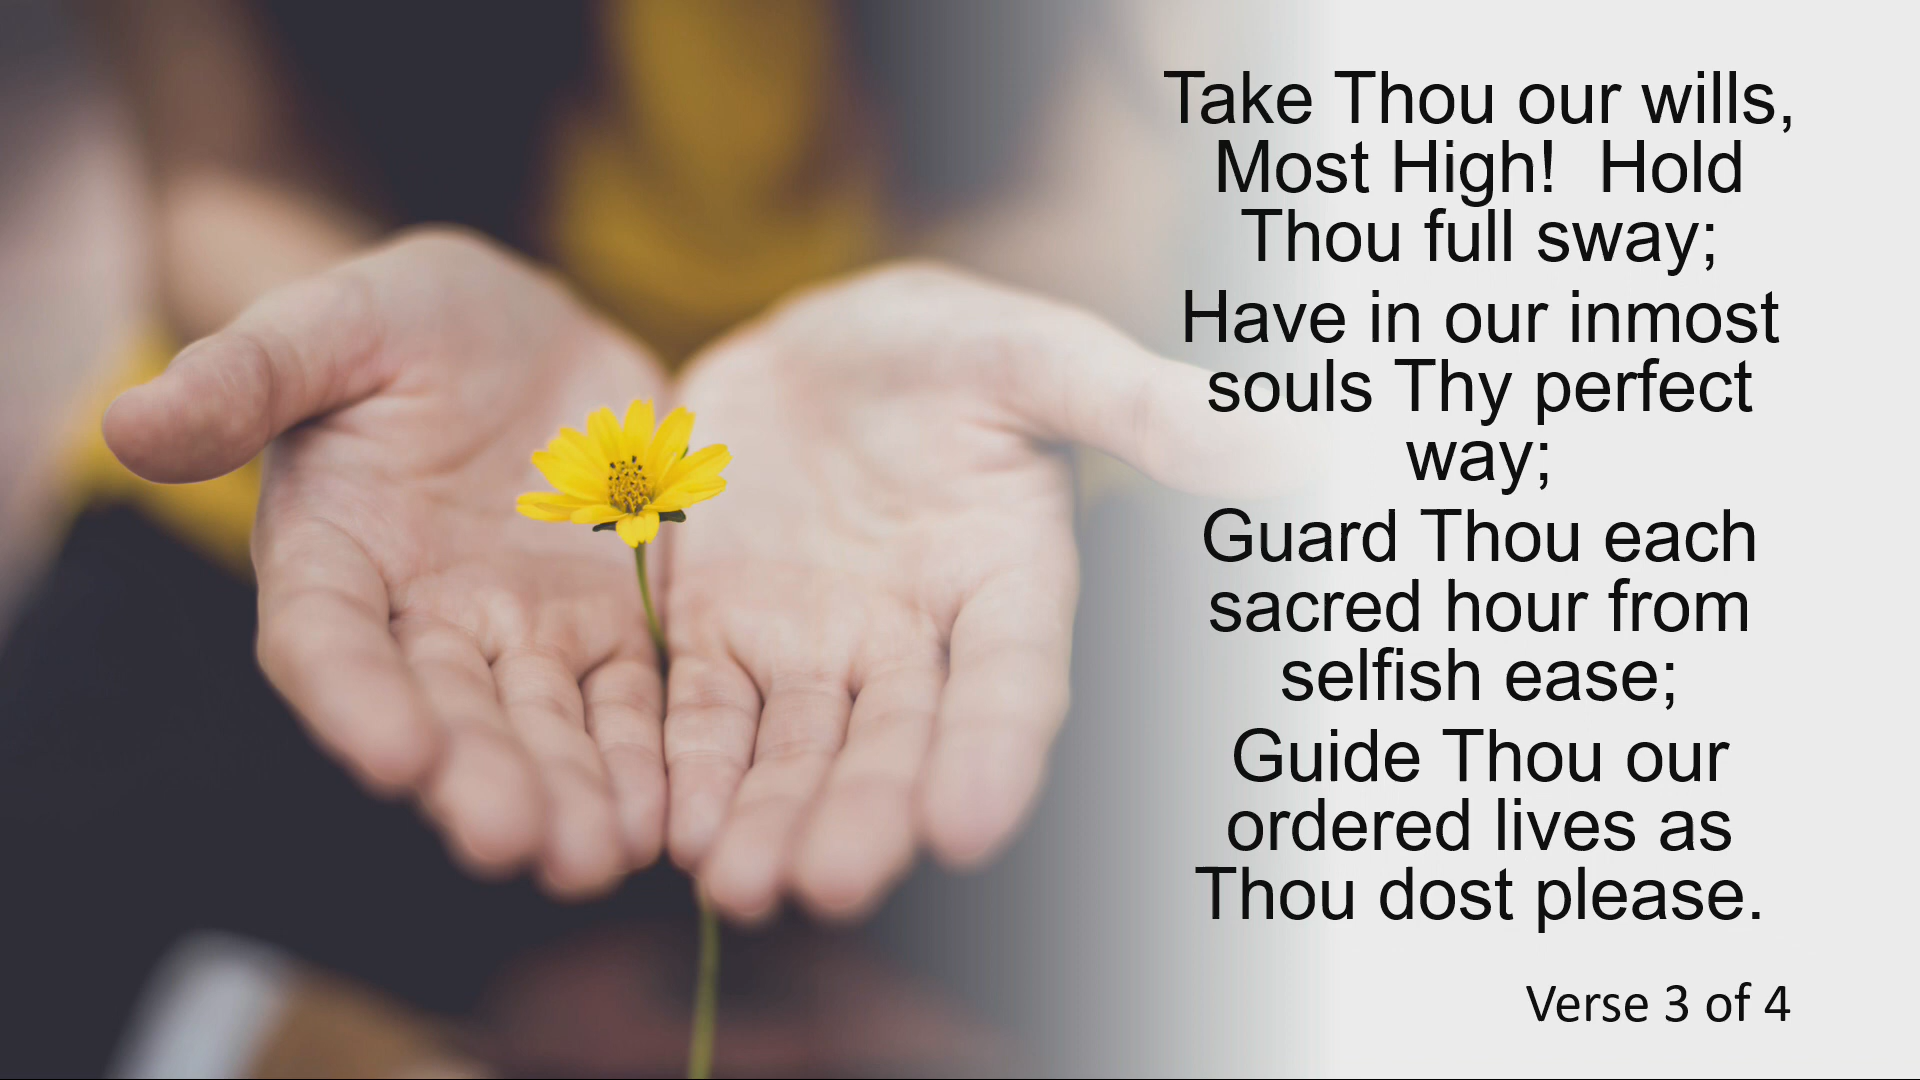 Take Thou our wills,
Most High!  Hold
Thou full sway;
Have in our inmost
souls Thy perfect
way;
Guard Thou each
sacred hour from
selfish ease;
Guide Thou our
ordered lives as
Thou dost please.
Verse 3 of 4